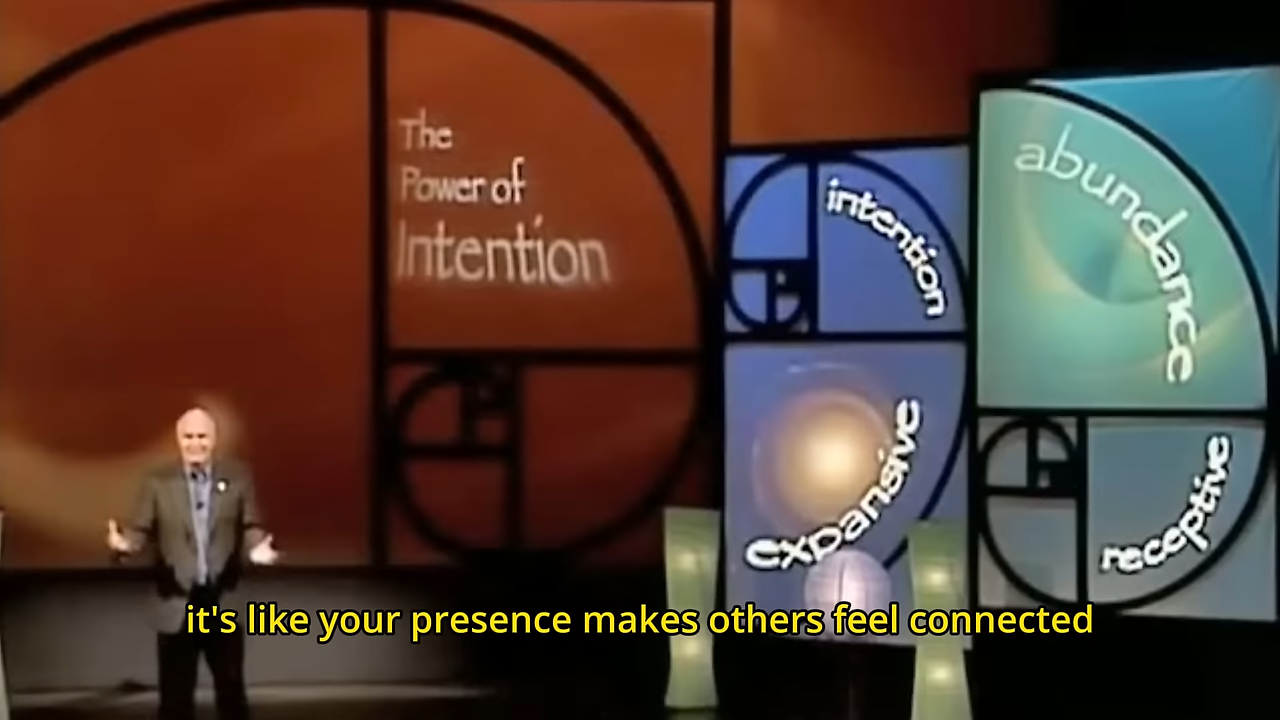 The
Power of
Intention
intention
abundance
expansive
receptive
it's like your presence makes others feel connected